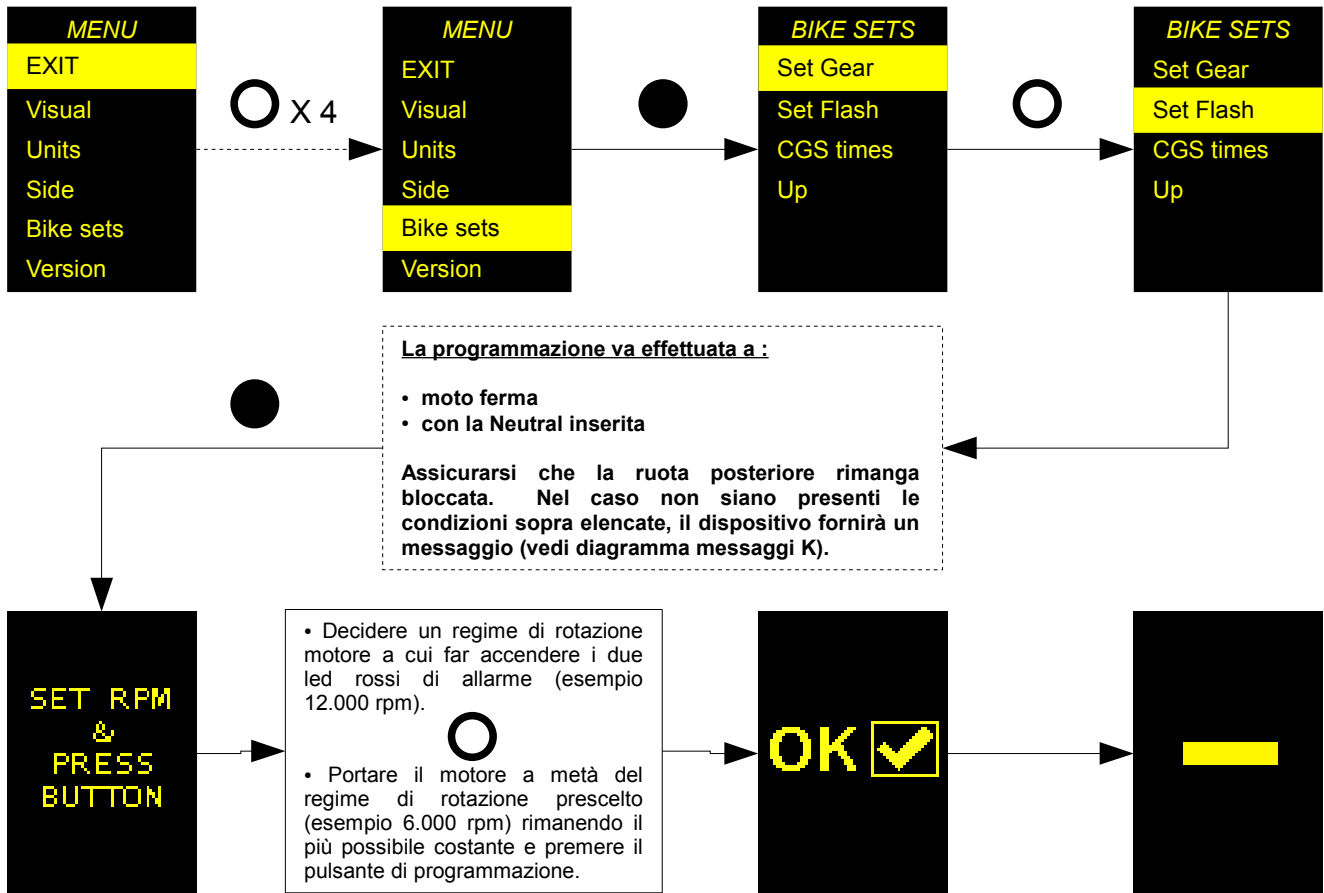 MENU
EXIT
Visual
Units
Side
Bike sets
Version
X 4
MENU
EXIT
Visual
Units
Side
Bike sets
Version
BIKE SETS
Set Gear
Set Flash
CGS times
Up
BIKE SETS
Set Gear
Set Flash
CGS times
Up
La programmazione va effettuata a :
• moto ferma
• con la Neutral inserita
Assicurarsi che la ruota posteriore rimanga
bloccata. Nel caso non siano presenti le
condizioni sopra elencate, il dispositivo fornirà un
messaggio (vedi diagramma messaggi K).
SET RPM
&
PRESS
BUTTON
• Decidere un regime di rotazione
motore a cui far accendere i due
led rossi di allarme (esempio
12.000 rpm).
• Portare il motore a metà del
regime di rotazione prescelto
(esempio 6.000 rpm) rimanendo il
più possibile costante e premere il
pulsante di programmazione.
OK